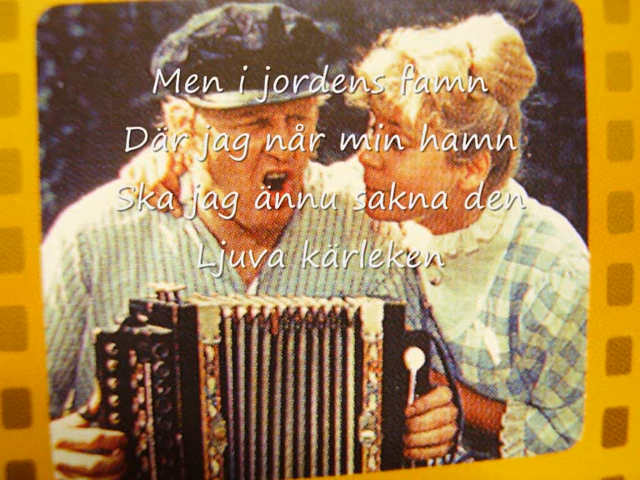 Men i jordens famn
Där jag når min hamn
Ska jag ännu sakna den
Ljuva kärleken